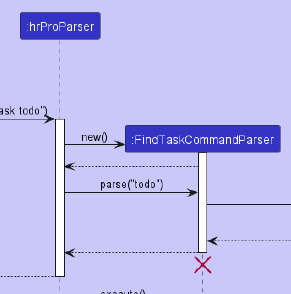 :hrProParser
ask todo")
new()
:FindTaskCommandParser
parse("todo")
execute()